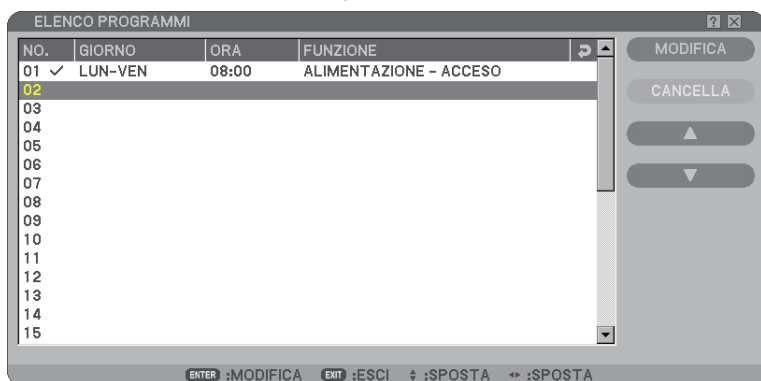 ELENCO PROGRAMMI
NO. GIORNO ORA FUNZIONE
01 ✓ LUN-VEN 08:00 ALIMENTAZIONE - ACCESO
02
03
04
05
06
07
08
09
10
11
12
13
14
15
MODIFICA
CANCELLA
▲
▼
ENTER :MODIFICA EXIT :ESCI :SPOSTA :SPOSTA